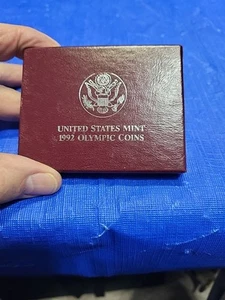 UNITED STATES MINT
1992 OLYMPIC COINS